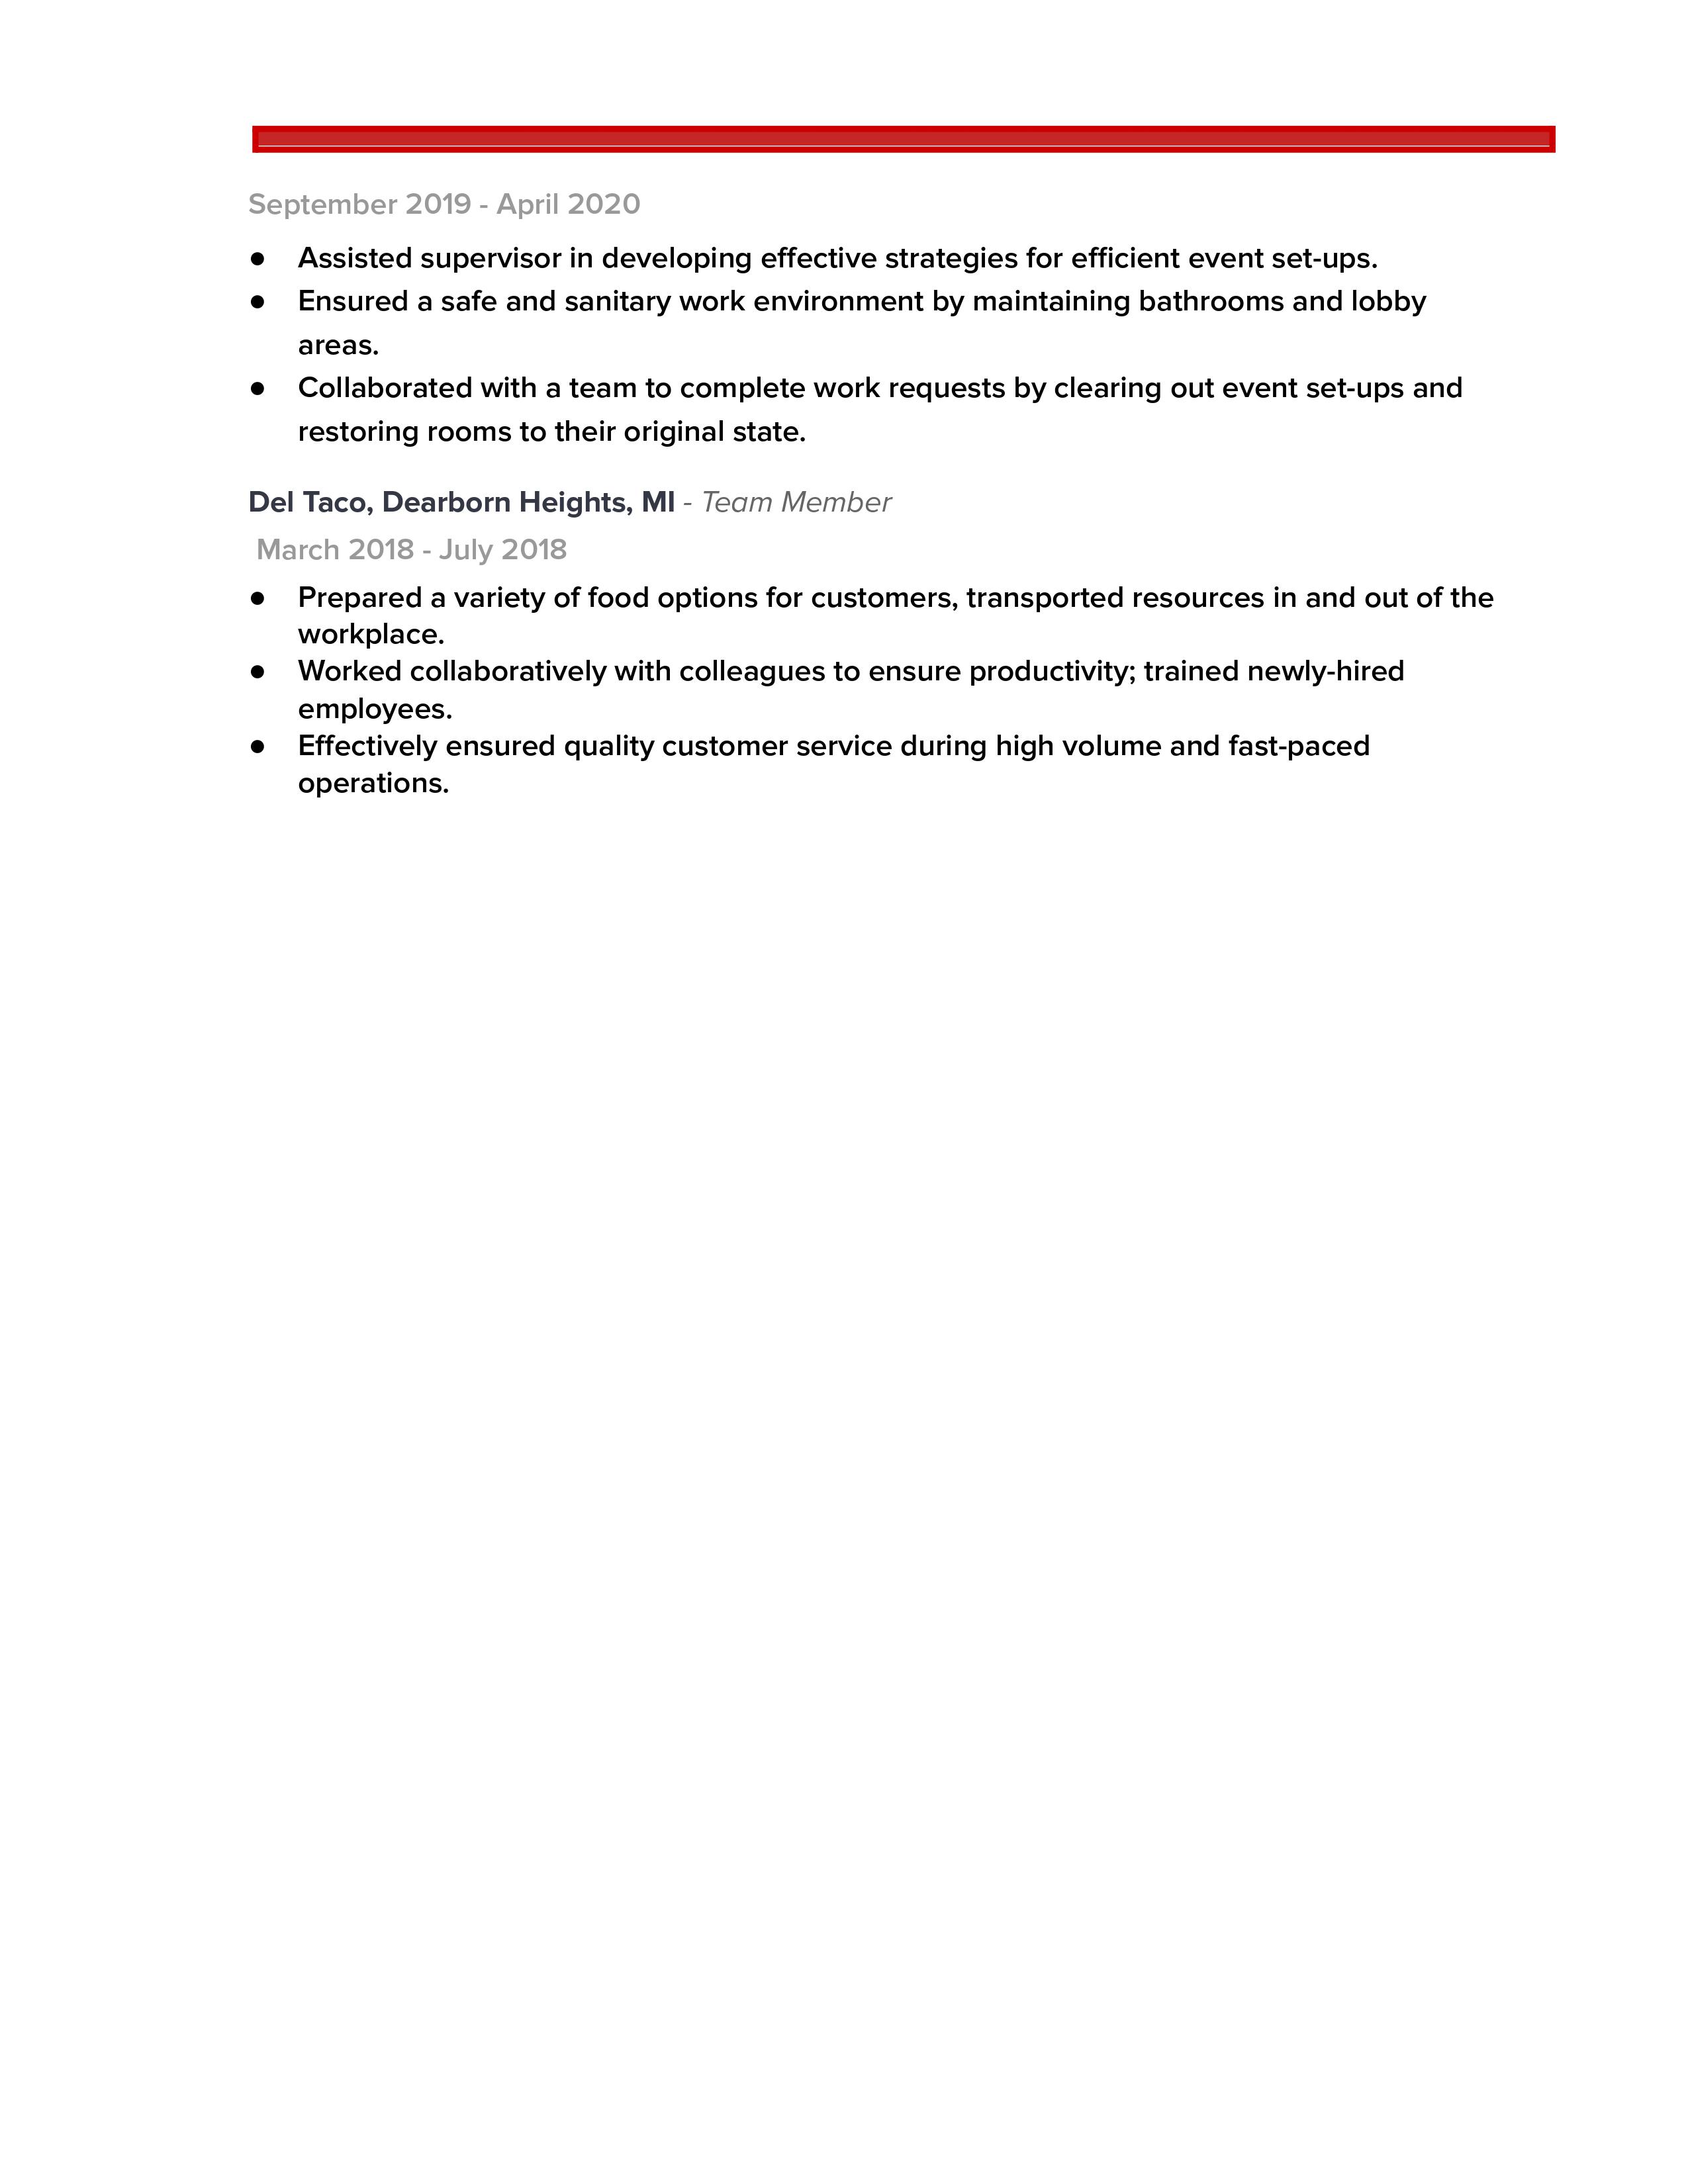 September 2019 - April 2020
● Assisted supervisor in developing effective strategies for efficient event set-ups.
● Ensured a safe and sanitary work environment by maintaining bathrooms and lobby
areas.
● Collaborated with a team to complete work requests by clearing out event set-ups and
restoring rooms to their original state.
Del Taco, Dearborn Heights, MI - Team Member
March 2018 - July 2018
● Prepared a variety of food options for customers, transported resources in and out of the
workplace.
● Worked collaboratively with colleagues to ensure productivity; trained newly-hired
employees.
● Effectively ensured quality customer service during high volume and fast-paced
operations.